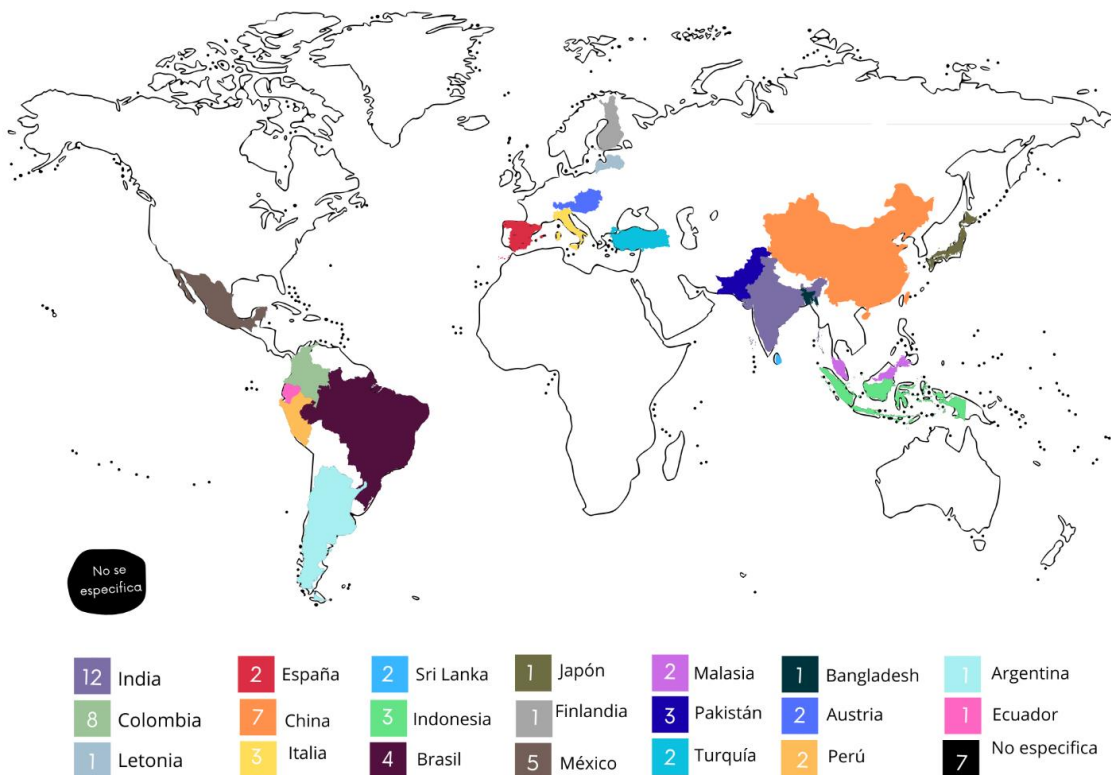 No se
especifica
12 India
2 España
2 Sri Lanka
1 Japón
2 Malasia
1 Bangladesh
1 Argentina
8 Colombia
7 China
3 Indonesia
1 Finlandia
3 Pakistán
2 Austria
1 Ecuador
1 Letonia
3 Italia
4 Brasil
5 México
2 Turquía
2 Perú
7 No especifica